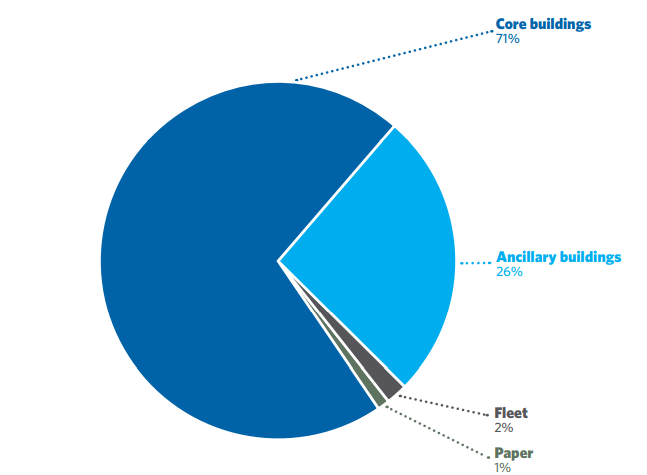 Core buildings
71%
Ancillary buildings
26%
Fleet
2%
Paper
1%